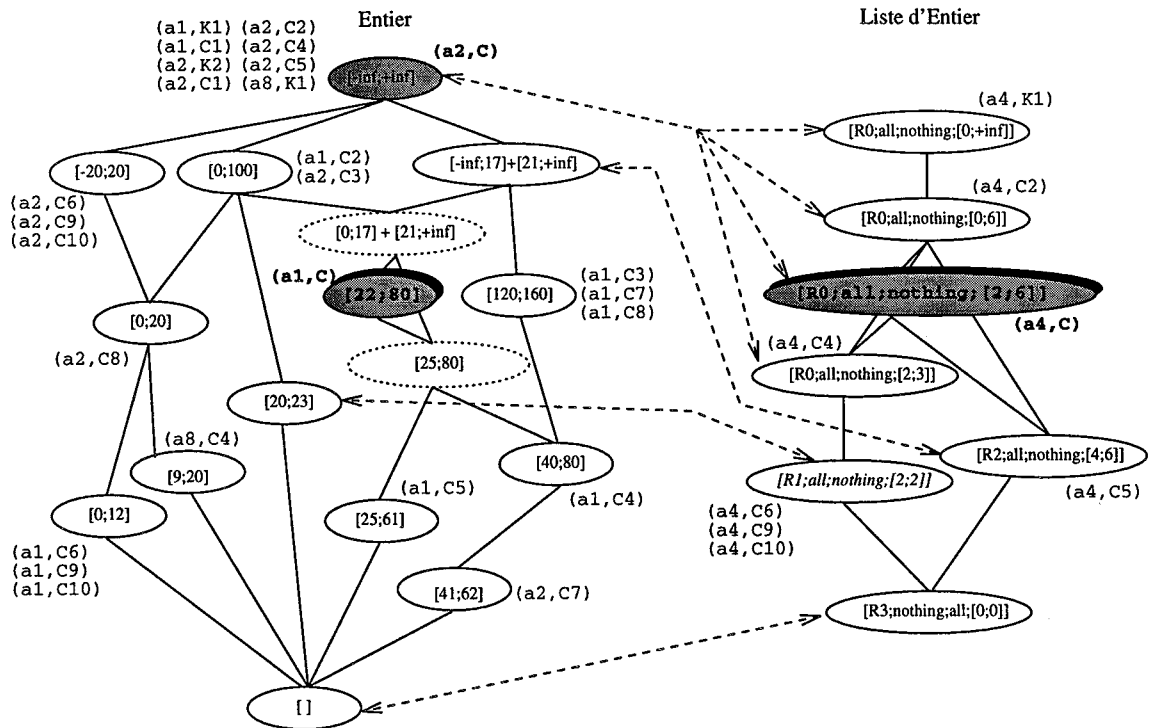 Entier
Liste d'Entier
(a1,K1) (a2,C2)
(a1,C1) (a2,C4)
(a2,K2) (a2,C5)
(a2,C1) (a8,K1)
(a2,C)
[-inf;+inf]
(a4,K1)
[R0;all;nothing;[0;+inf]]
[-20;20]
[0;100]
(a1,C2)
(a2,C3)
[-inf;17]+[21;+inf]
(a4,C2)
[R0;all;nothing;[0;6]]
(a2,C6)
(a2,C9)
(a2,C10)
[0;17] + [21;+inf]
(a1,C)
[22;80]
[120;160]
(a1,C3)
(a1,C7)
(a1,C8)
[R0;all;nothing;[2;6]]
(a4,C)
[0;20]
(a2,C8)
[25;80]
(a4,C4)
[R0;all;nothing;[2;3]]
[20;23]
(a8,C4)
[9;20]
[40;80]
(a1,C4)
[R1;all;nothing;[2;2]]
[R2;all;nothing;[4;6]]
(a4,C5)
(a1,C5)
[25;61]
[0;12]
(a4,C6)
(a4,C9)
(a4,C10)
(a1,C6)
(a1,C9)
(a1,C10)
[41;62]
(a2,C7)
[R3;nothing;all;[0;0]]
[ ]